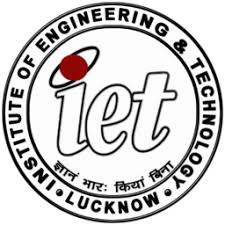 INSTITUTE OF ENGINEERING & TECHNOLOGY
iet
ज्ञानं भारः कियां बिना
LUCKNOW